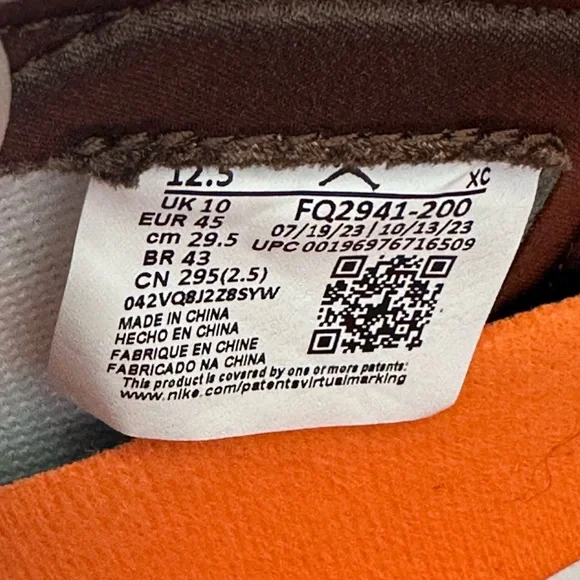 12.5 XC
UK 10 FQ2941-200
EUR 45 07/19/23 | 10/13/23
cm 29.5 UPC 00196976716509
BR 43
CN 295(2.5)
042VQ8J2Z8SYW
MADE IN CHINA
HECHO EN CHINA
FABRIQUE EN CHINE
FABRICADO NA CHINA
This product is covered by one or more patents
www.nike.com/patentsvirtualmarking